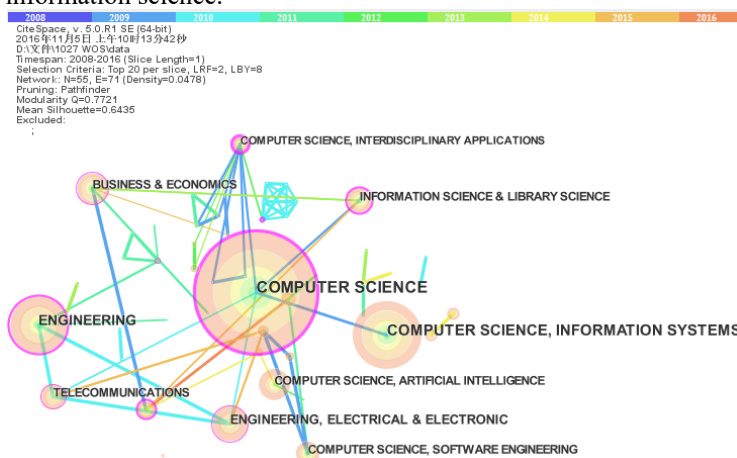 information science.
2008 2009 2010 2011 2012 2013 2014 2015 2016
CiteSpace, v. 5.0.R1 SE (64-bit)
2016年11月5日 上午10时13分42秒
D:\文件\1027 WOS\data
Timespan: 2008-2016 (Slice Length=1)
Selection Criteria: Top 20 per slice, LRF=2, LBY=8
Network: N=55, E=71 (Density=0.0478)
Pruning: Pathfinder
Modularity Q=0.7721
Mean Silhouette=0.6435
Excluded:
;
COMPUTER SCIENCE, INTERDISCIPLINARY APPLICATIONS
BUSINESS & ECONOMICS
INFORMATION SCIENCE & LIBRARY SCIENCE
COMPUTER SCIENCE
ENGINEERING
COMPUTER SCIENCE, INFORMATION SYSTEMS
COMPUTER SCIENCE, ARTIFICIAL INTELLIGENCE
TELECOMMUNICATIONS
ENGINEERING, ELECTRICAL & ELECTRONIC
COMPUTER SCIENCE, SOFTWARE ENGINEERING